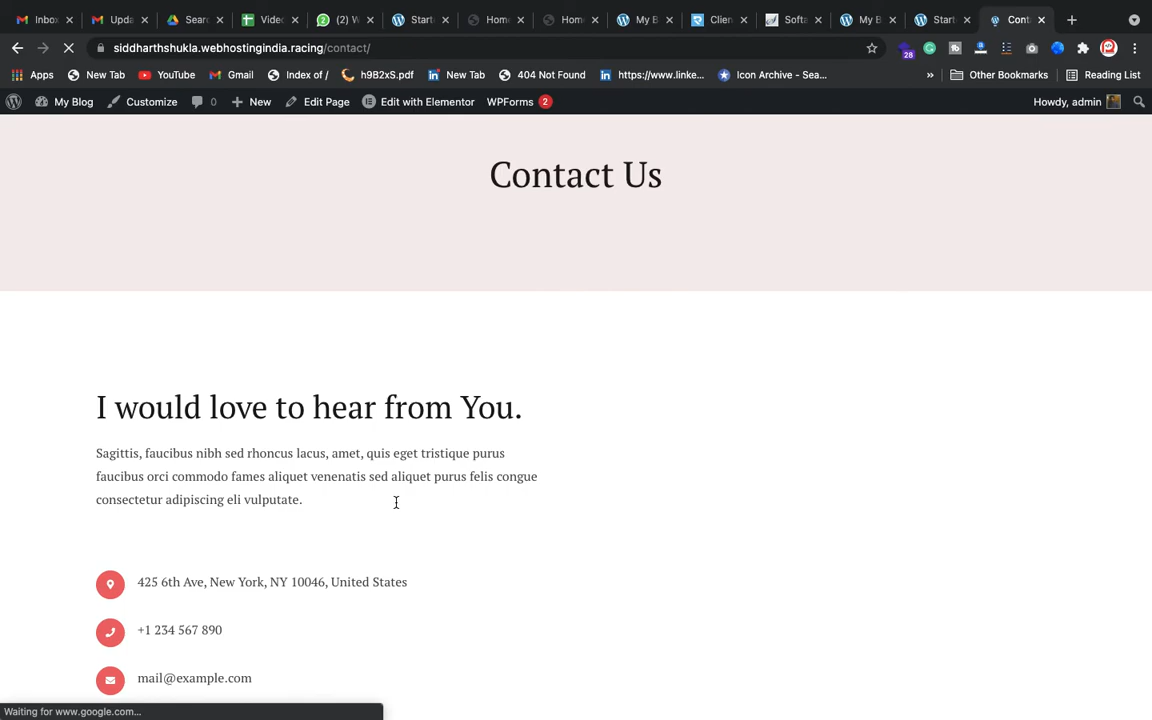 Inbox
Upda
Searc
Video
(2) W
Start
Home
Home
My B
Clien
Softa
My B
Start
Cont
siddharthshukla.webhostingindia.racing/contact/
28
Apps
New Tab
YouTube
Gmail
Index of /
h9B2xS.pdf
New Tab
404 Not Found
https://www.linke...
Icon Archive - Sea...
»
Other Bookmarks
Reading List
My Blog
Customize
0
New
Edit Page
Edit with Elementor
WPForms 2
Howdy, admin
Contact Us
I would love to hear from You.
Sagittis, faucibus nibh sed rhoncus lacus, amet, quis eget tristique purus
faucibus orci commodo fames aliquet venenatis sed aliquet purus felis congue
consectetur adipiscing eli vulputate.
425 6th Ave, New York, NY 10046, United States
+1 234 567 890
mail@example.com
Waiting for www.google.com...